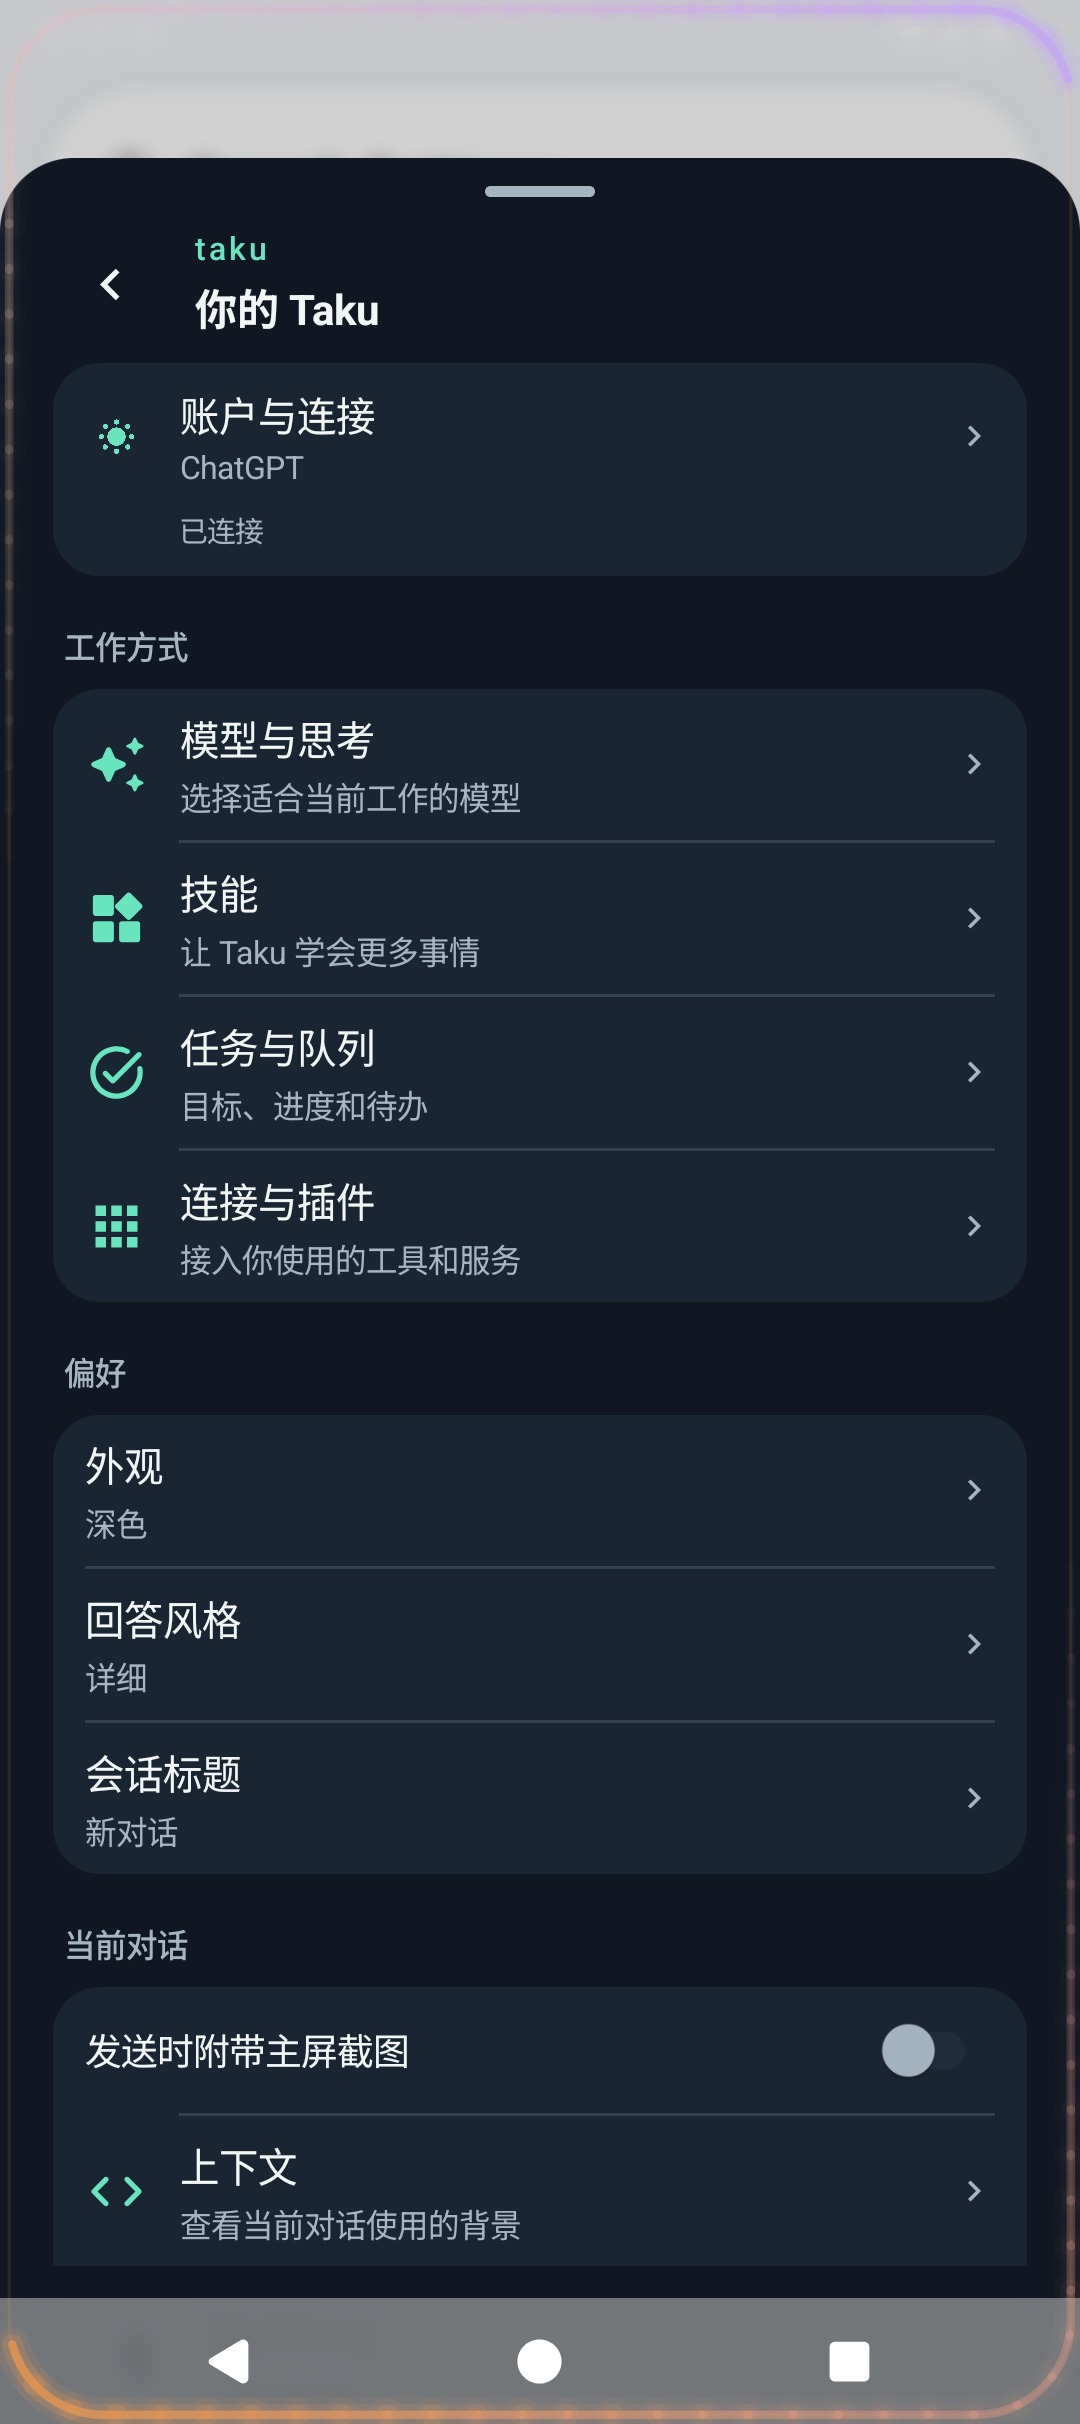 taku
你的 Taku
账户与连接
ChatGPT
已连接
工作方式
模型与思考
选择适合当前工作的模型
技能
让 Taku 学会更多事情
任务与队列
目标、进度和待办
连接与插件
接入你使用的工具和服务
偏好
外观
深色
回答风格
详细
会话标题
新对话
当前对话
发送时附带主屏截图
上下文
查看当前对话使用的背景